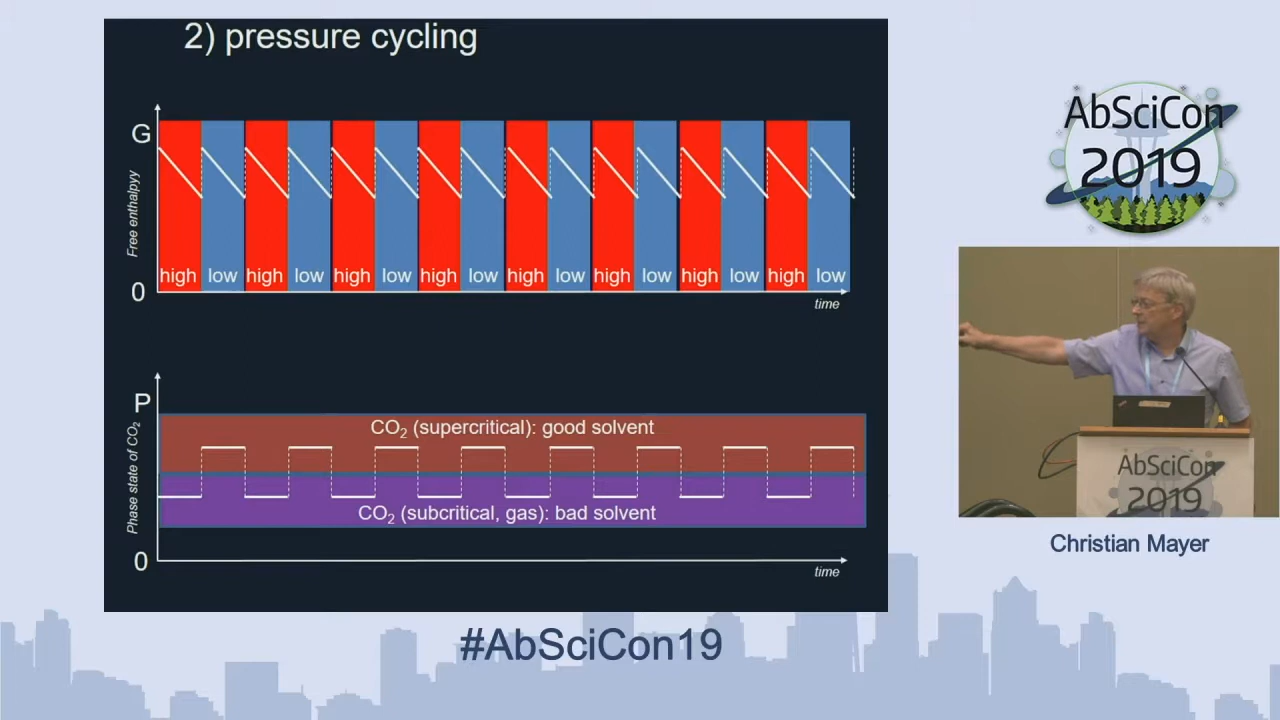 2) pressure cycling
G
Free enthalpyy
high low high low high low high low high low high low high low high low
0
time
P
Phase state of CO2
CO2 (supercritical): good solvent
CO2 (subcritical, gas): bad solvent
0
time
AbSciCon
2019
AbSciCon
2019
Christian Mayer
#AbSciCon19